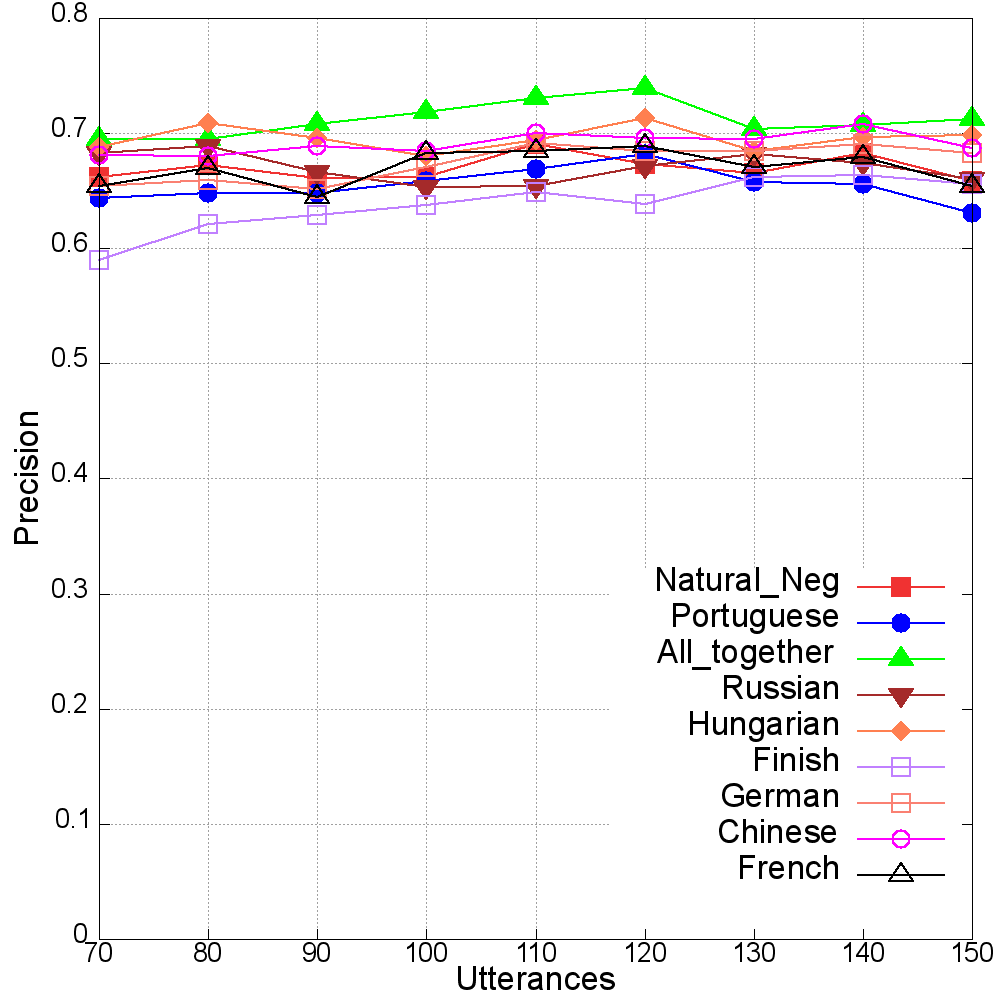 0.8
0.7
0.6
0.5
0.4
0.3
0.2
0.1
0
Precision
Natural_Neg
Portuguese
All_together
Russian
Hungarian
Finish
German
Chinese
French
70 80 90 100 110 120 130 140 150
Utterances